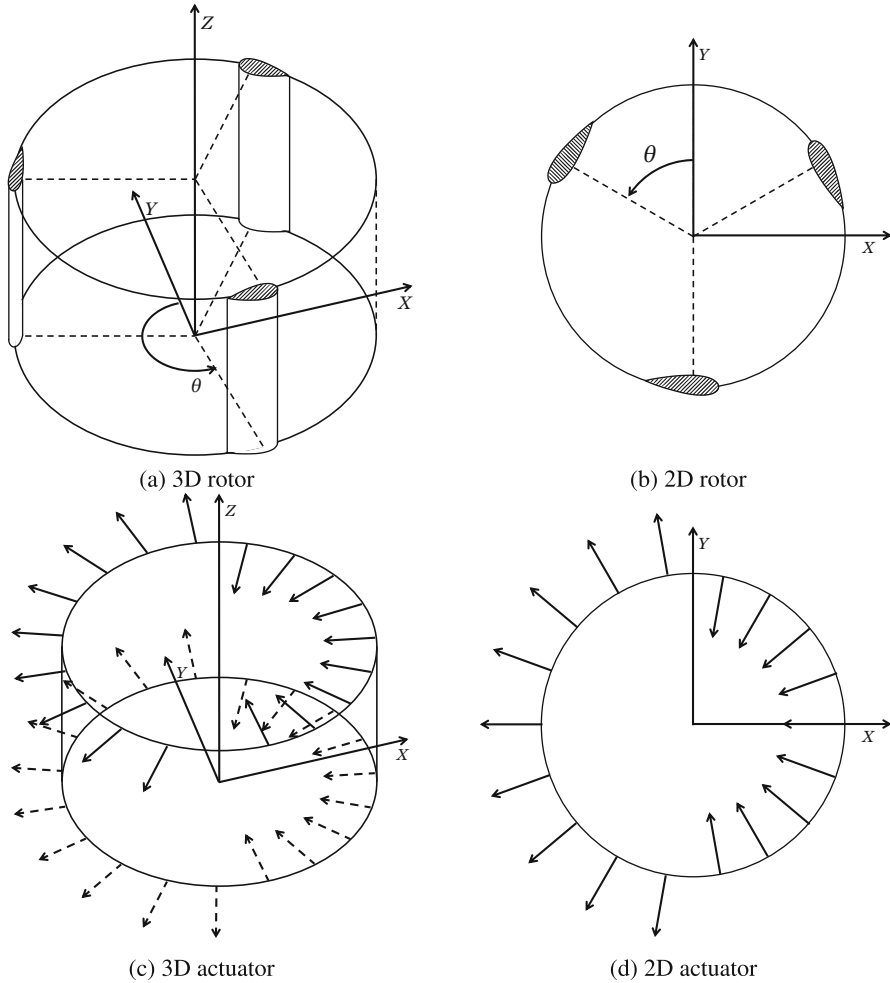 Z
Y
X
θ
(a) 3D rotor
Y
θ
X
(b) 2D rotor
Z
Y
X
(c) 3D actuator
Y
X
(d) 2D actuator